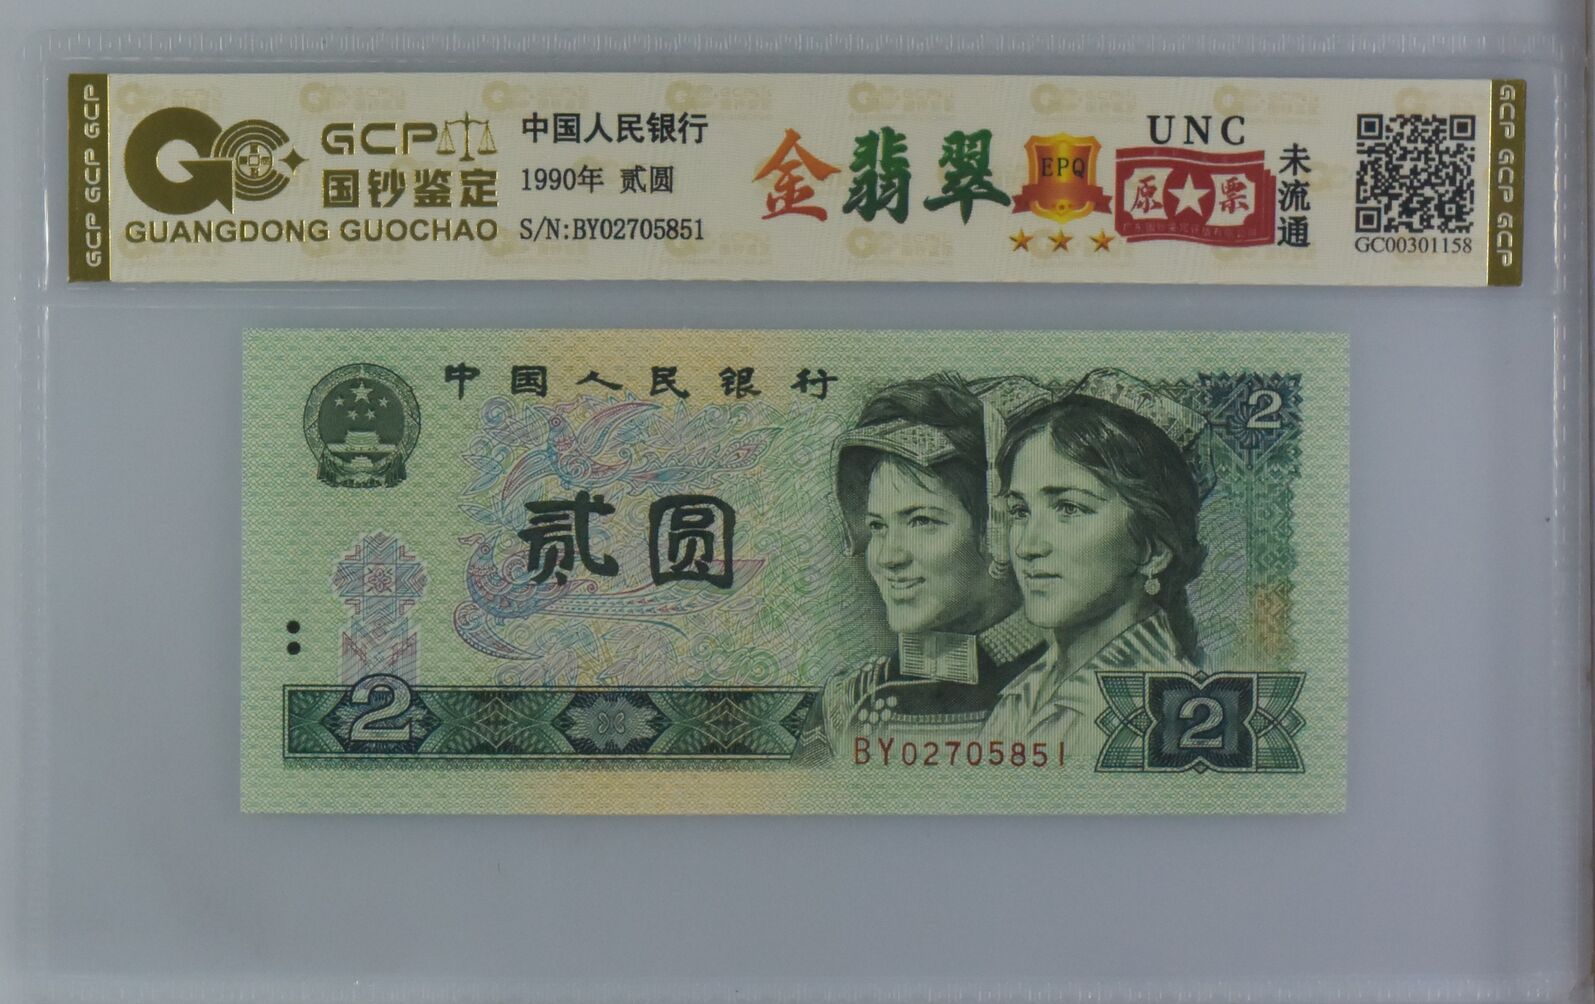 GCP GCP GCP
GCP
国钞鉴定
GUANGDONG GUOCHAO
中国人民银行
1990年 贰圆
S/N:BY02705851
金翡翠
EPQ
UNC
原票
未流通
GC00301158
GCP GCP GCP
中国人民银行
2
贰圆
2
BY02705851
2